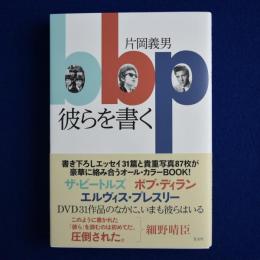 片岡義男
bbp
彼らを書く
書き下ろしエッセイ31篇と貴重写真87枚が
豪華に絡み合うオール・カラーBOOK!
ザ・ビートルズ ボブ・ディラン
エルヴィス・プレスリー
DVD31作品のなかに、いまも彼らはいる
このように書かれた
「彼ら」を読むのは初めてだ。
圧倒された。
細野晴臣
光文社